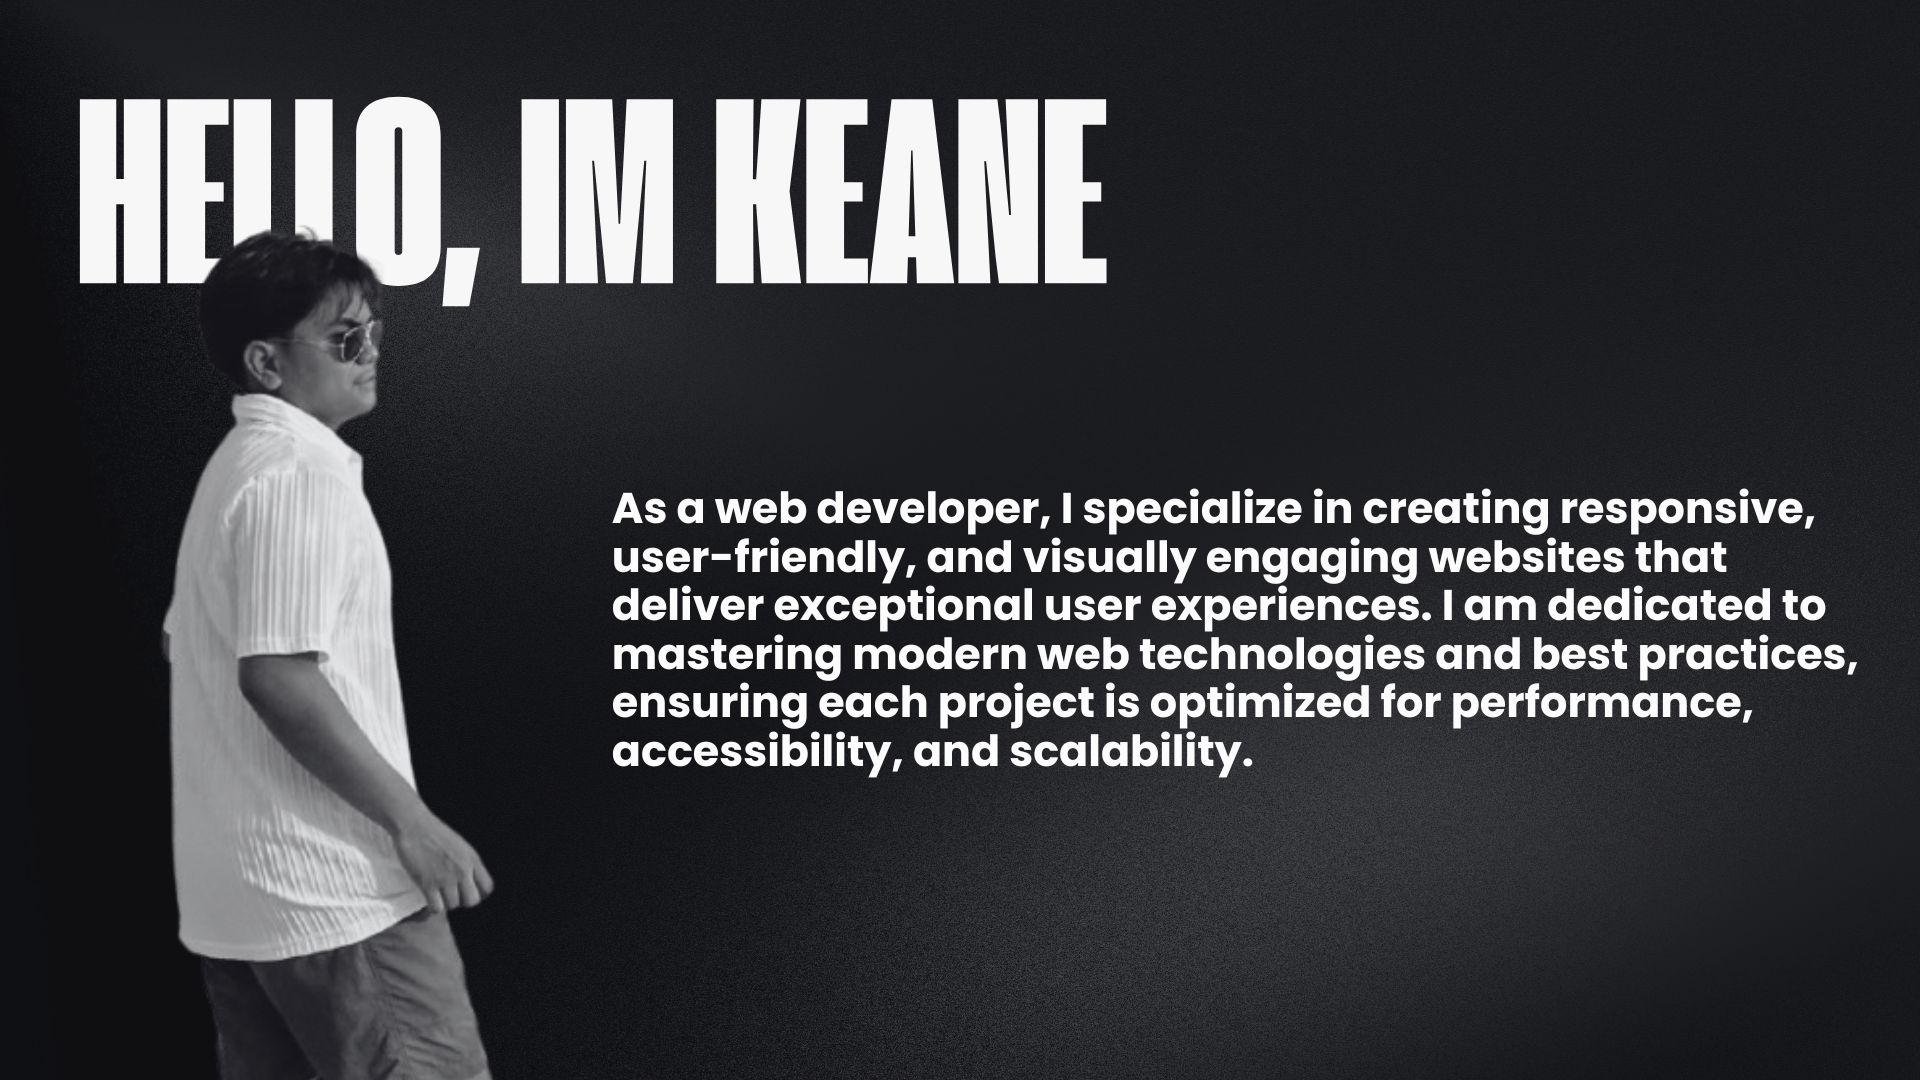 HELLO, IM KEANE
As a web developer, I specialize in creating responsive,
user-friendly, and visually engaging websites that
deliver exceptional user experiences. I am dedicated to
mastering modern web technologies and best practices,
ensuring each project is optimized for performance,
accessibility, and scalability.